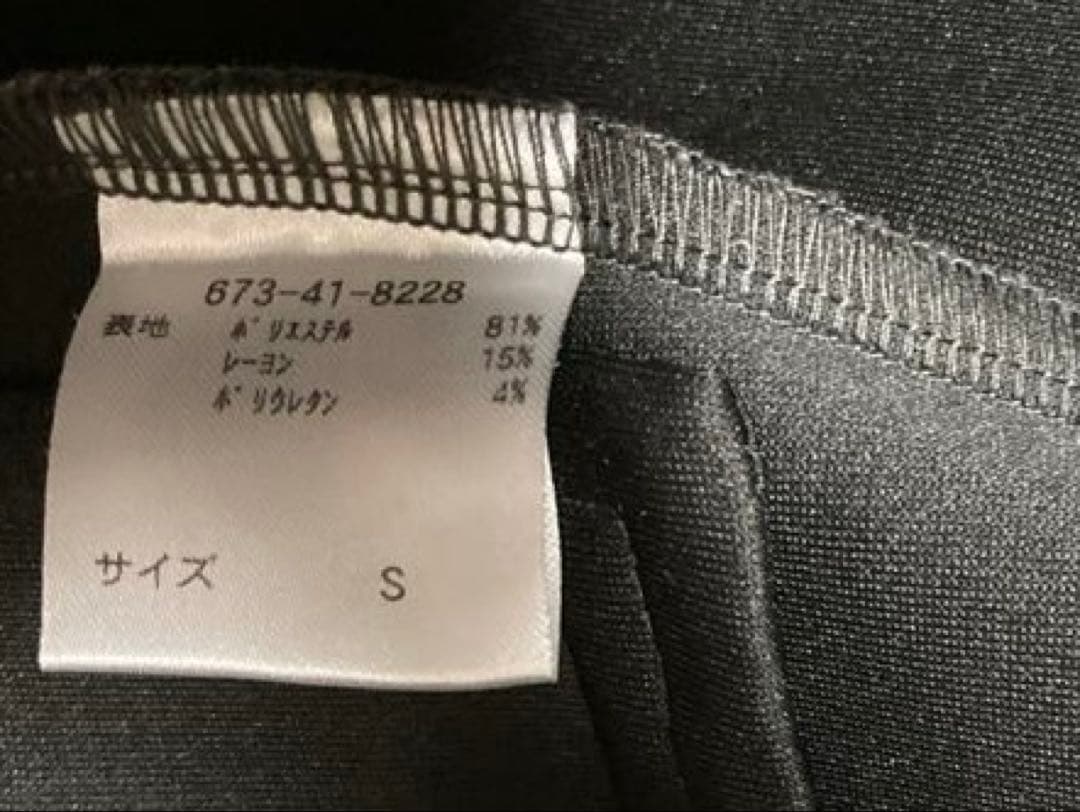 673-41-8228
表地 ポリエステル 81%
レーヨン 15%
ポリウレタン 4%
サイズ S